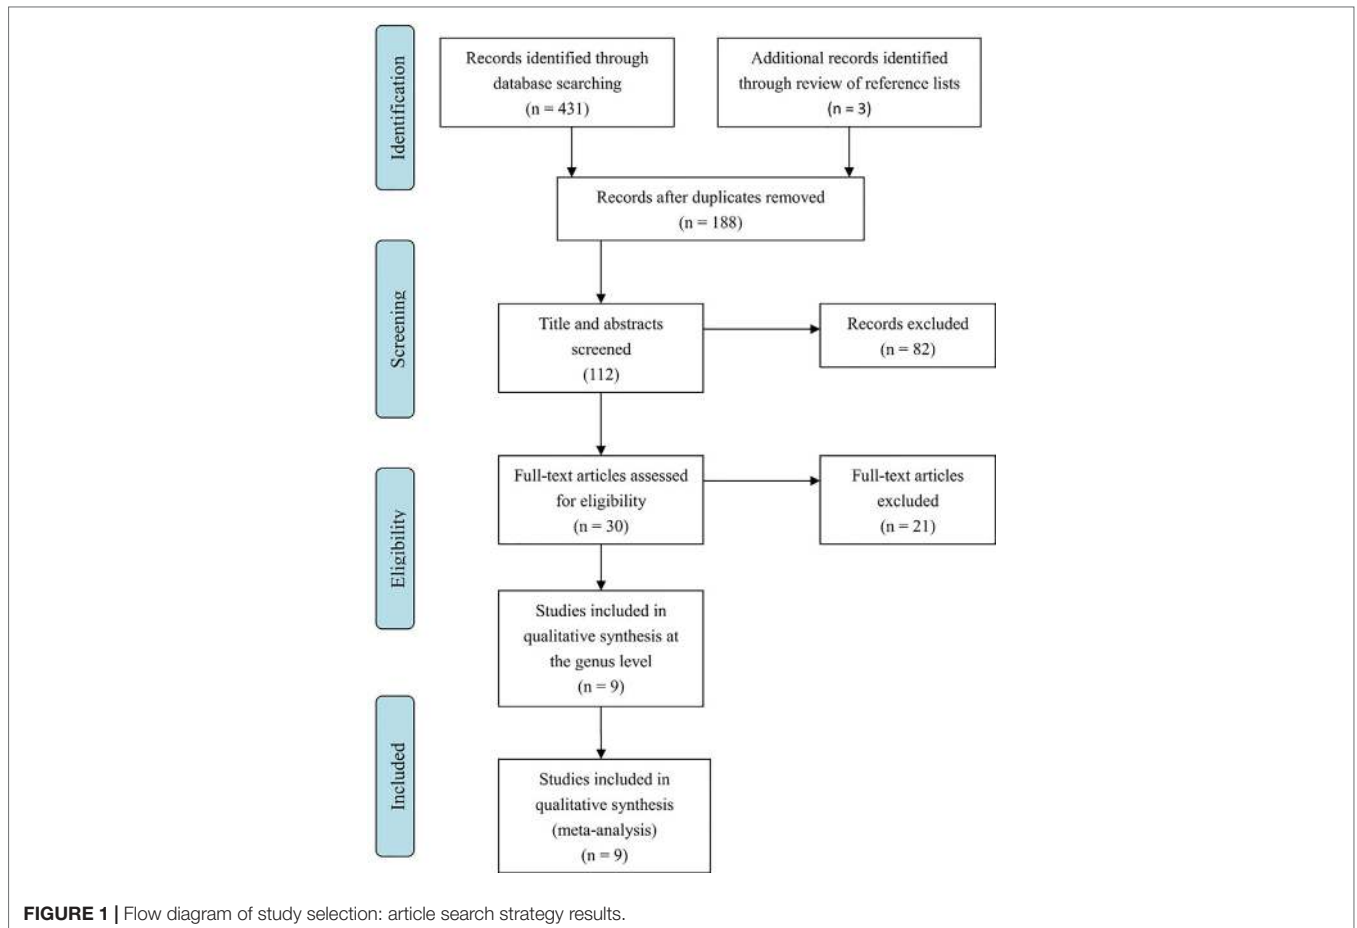 Identification
Records identified through
database searching
(n = 431)
Additional records identified
through review of reference lists
(n = 3)
Records after duplicates removed
(n = 188)
Screening
Title and abstracts
screened
(112)
Records excluded
(n = 82)
Eligibility
Full-text articles assessed
for eligibility
(n = 30)
Full-text articles
excluded
(n = 21)
Studies included in
qualitative synthesis at
the genus level
(n = 9)
Included
Studies included in
qualitative synthesis
(meta-analysis)
(n = 9)
FIGURE 1 | Flow diagram of study selection: article search strategy results.